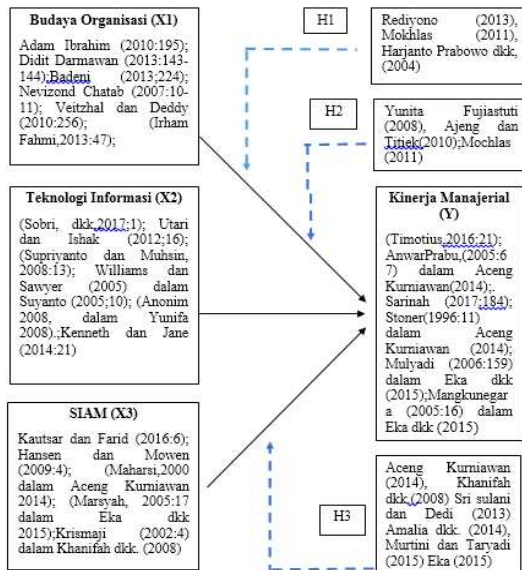 Budaya Organisasi (X1)
Adam Ibrahim (2010:195);
Didit Darmawan (2013:143-
144);Badeni (2013;224);
Nevizond Chatab (2007:10-
11); Veitzhal dan Deddy
(2010:256); (Irham
Fahmi,2013:47);
H1
Rediyono (2013),
Mokhlas (2011),
Harjanto Prabowo dkk,
(2004)
H2
Yunita Fujiastuti
(2008), Ajeng dan
Titiek(2010);Mochlas
(2011)
Teknologi Informasi (X2)
(Sobri, dkk,2017;1); Utari
dan Ishak (2012;16);
(Supriyanto dan Muhsin,
2008:13); Williams dan
Sawyer (2005) dalam
Suyanto (2005;10); (Anonim
2008, dalam Yunifa
2008).;Kenneth dan Jane
(2014:21)
Kinerja Manajerial
(Y)
(Timotius,2016:21);
AnwarPrabu,(2005:6
7) dalam Aceng
Kurniawan(2014);.
Sarinah (2017;184);
Stoner(1996:11)
dalam Aceng
Kurniawan (2014);
Mulyadi (2006:159)
dalam Eka dkk
(2015);Mangkunegar
a (2005:16) dalam
Eka dkk (2015)
SIAM (X3)
Kautsar dan Farid (2016:6);
Hansen dan Mowen
(2009:4); (Maharsi,2000
dalam Aceng Kurniawan
2014); (Marsyah, 2005:17
dalam Eka dkk
2015);Krismaji (2002:4)
dalam Khanifah dkk. (2008)
H3
Aceng Kurniawan
(2014), Khanifah
dkk,(2008) Sri sulani
dan Dedi (2013)
Amalia dkk. (2014),
Murtini dan Taryadi
(2015) Eka (2015)